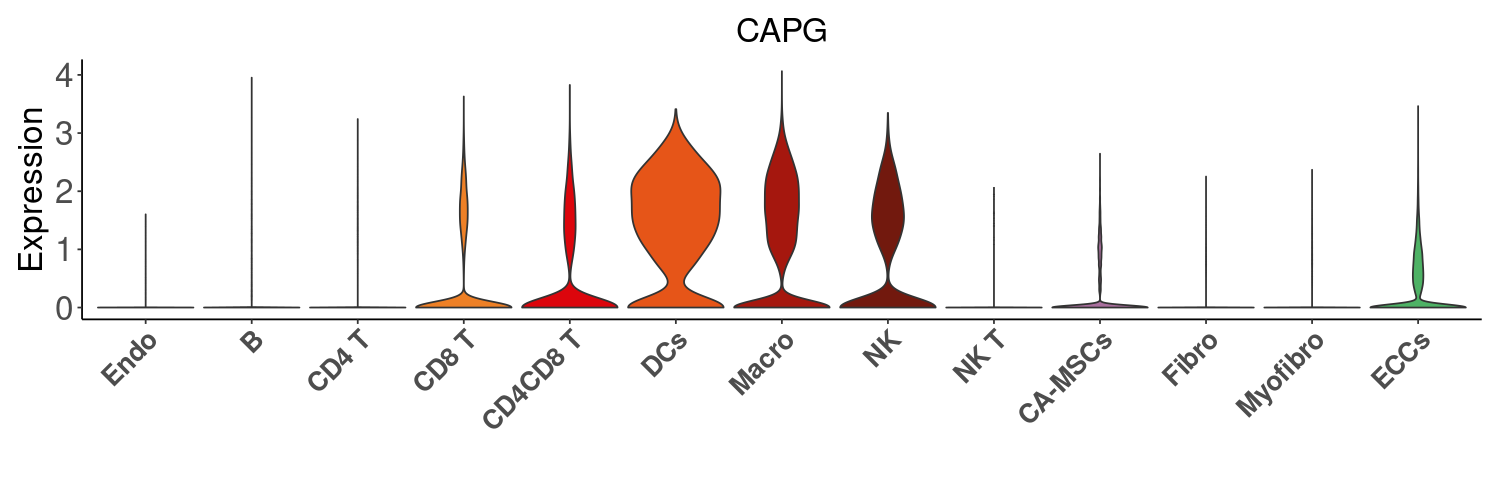 CAPG
Expression
4
3
2
1
0
Endo
B
CD4 T
CD8 T
CD4CD8 T
DCs
Macro
NK
NK T
CA-MSCs
Fibro
Myofibro
ECCs